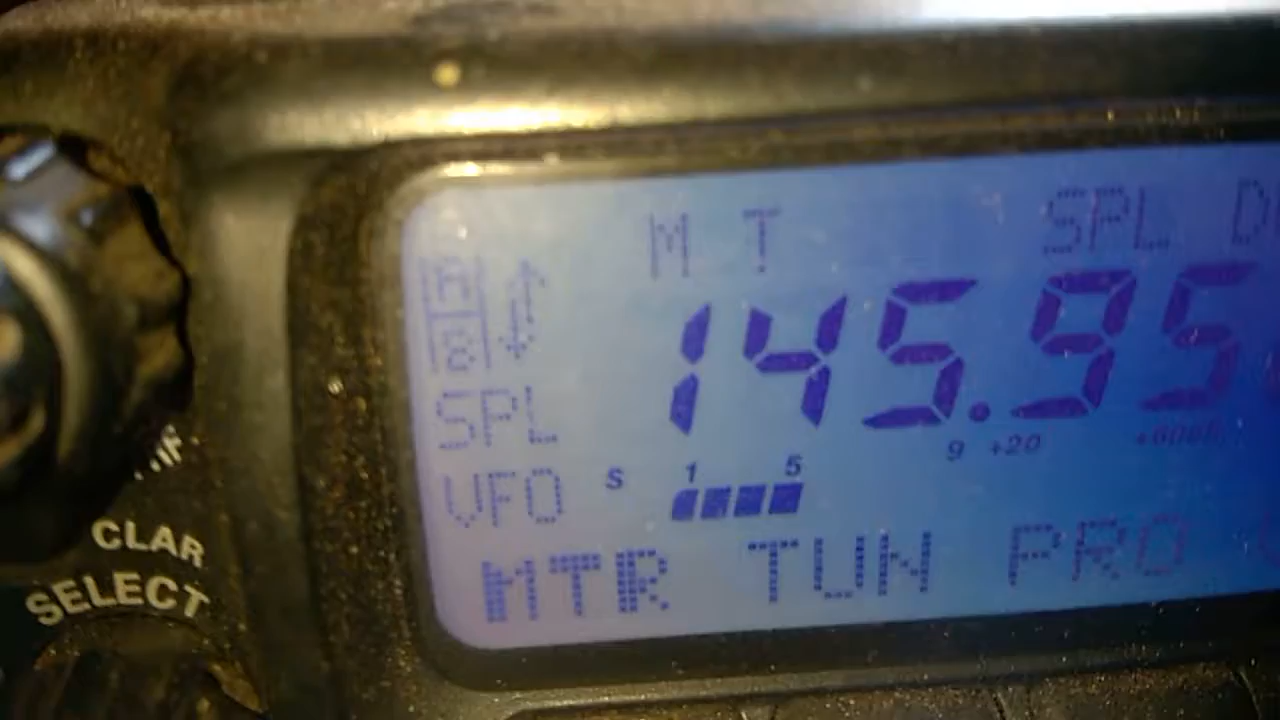 M T SPL D
A
B
145.95
SPL
9 +20 +60dB
S 1 5
VFO
MTR TUN PRO
CLAR
SELECT